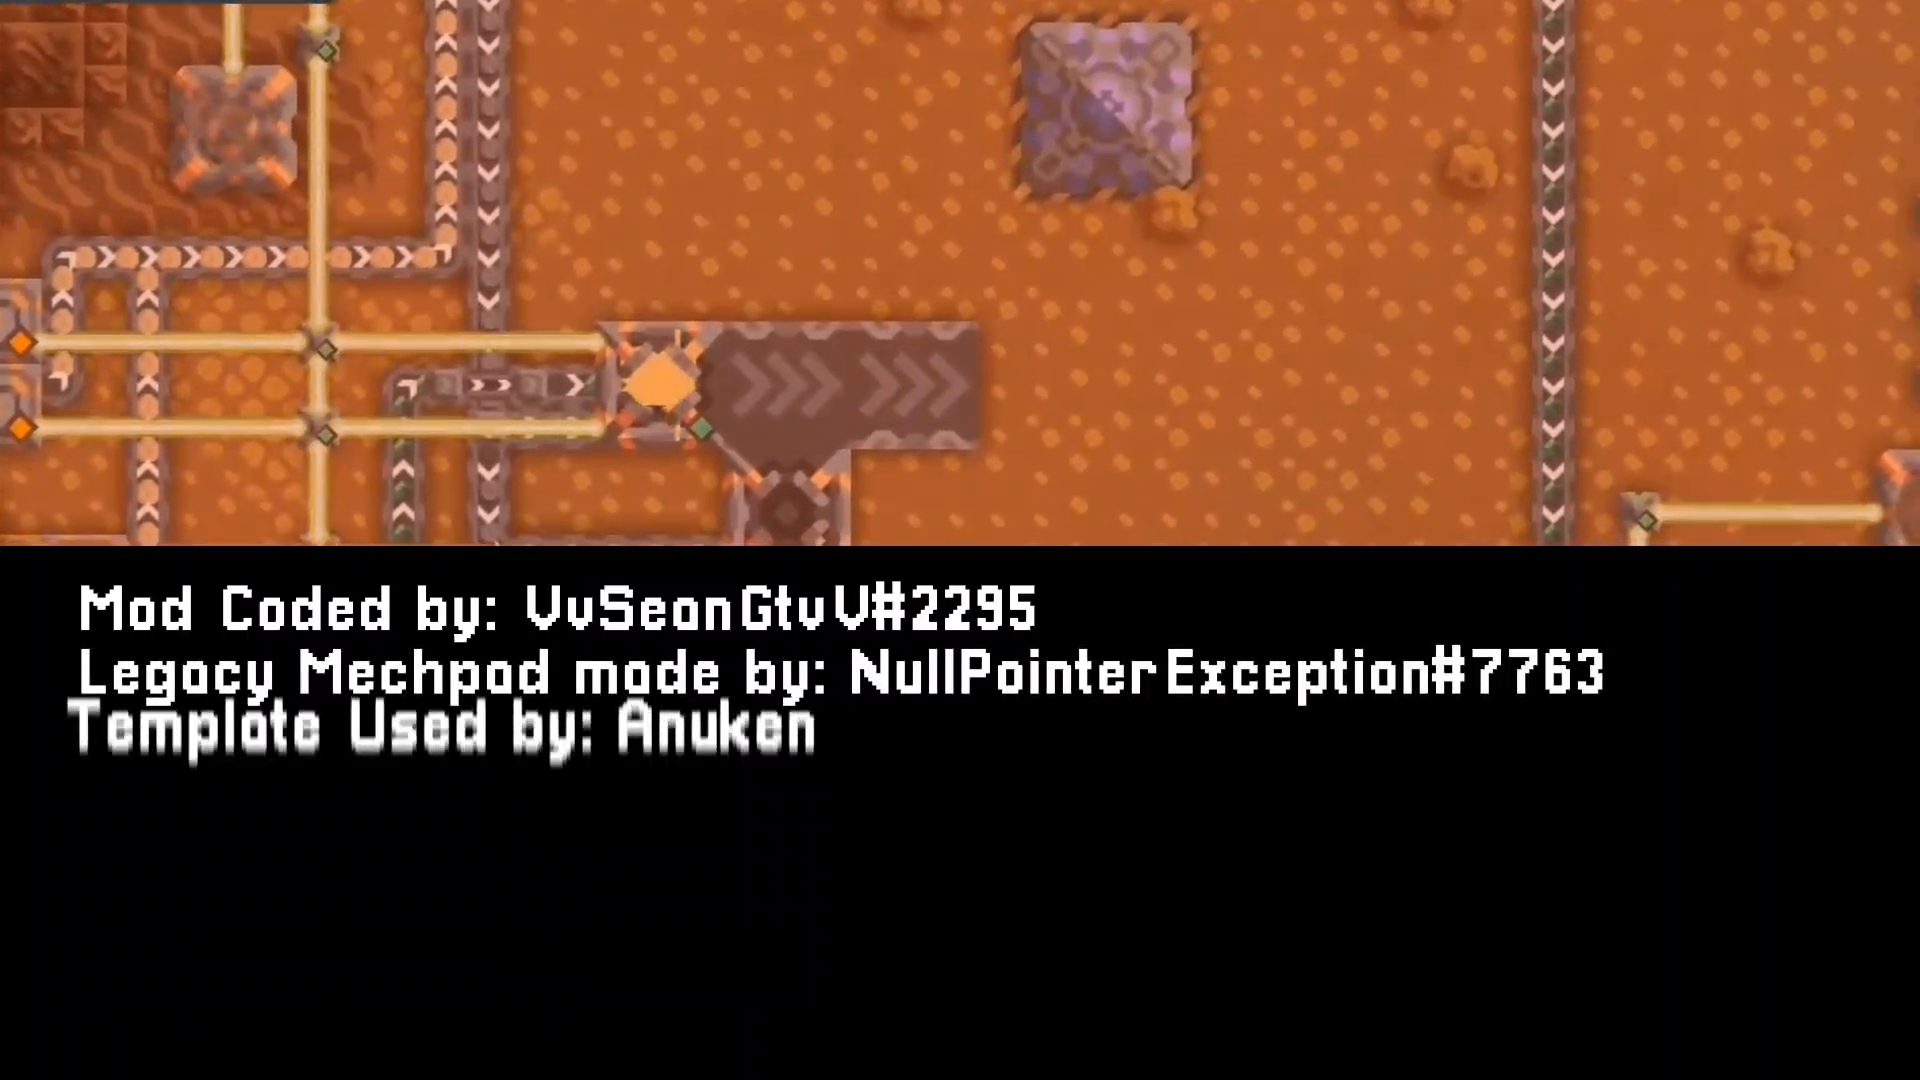 Mod Coded by: VvSeanGtvV#2295
Legacy Mechpad made by: NullPointerException#7763
Template Used by: Anuken